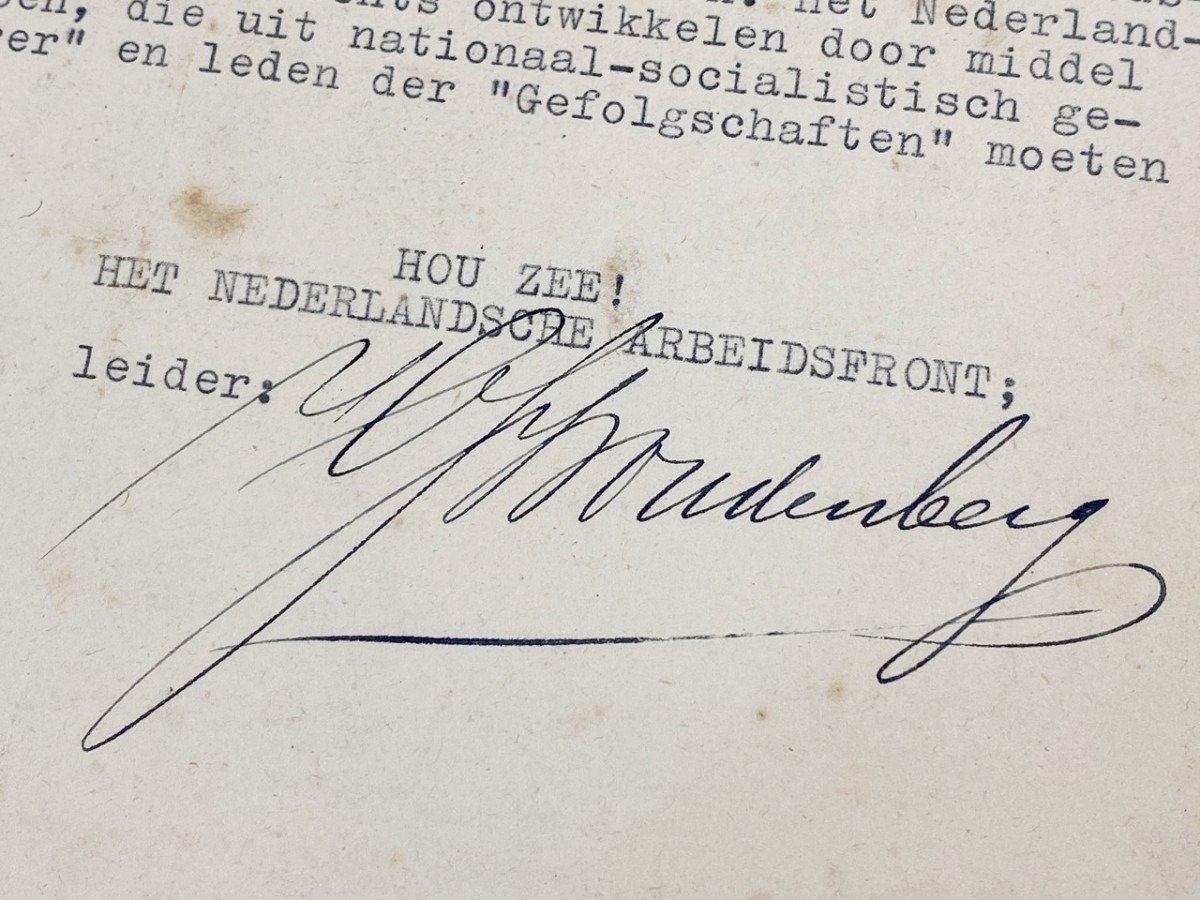 het Nederland-
die uit ontwikkelen door middel
en leden nationaal-socialistisch ge-
der "Gefolgschaften" moeten
HOU ZEE!
HET NEDERLANDSCHE ARBEIDSFRONT;
leider:
Woudenberg